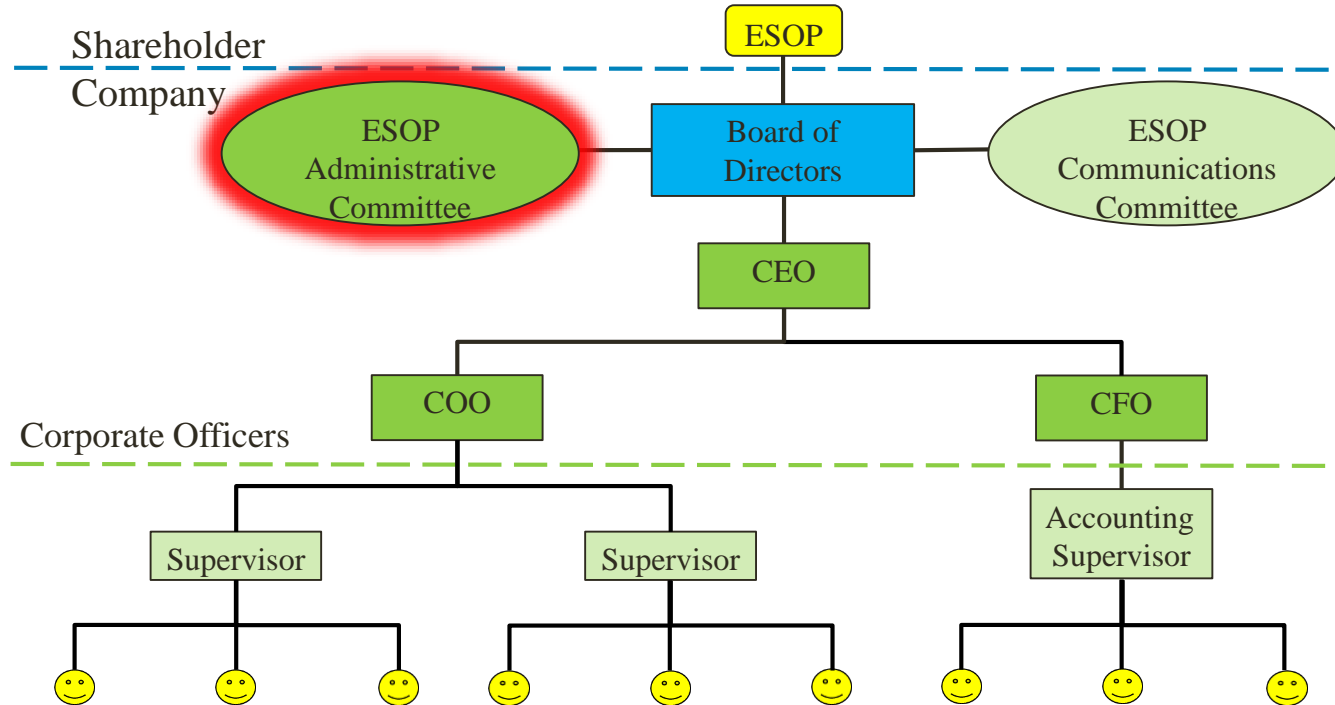 Shareholder
ESOP
Company
ESOP
Administrative
Committee
Board of
Directors
ESOP
Communications
Committee
CEO
COO
CFO
Corporate Officers
Supervisor
Supervisor
Accounting
Supervisor